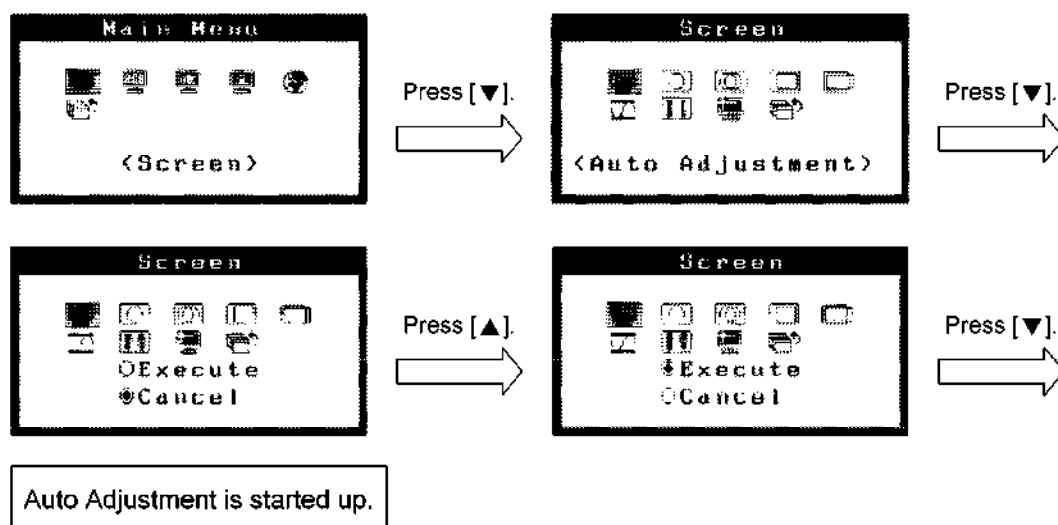 Main Menu
<Screen>
Press [▼].
Screen
<Auto Adjustment>
Press [▼].
Screen
○Execute
◉Cancel
Press [▲].
Screen
◉Execute
○Cancel
Press [▼].
Auto Adjustment is started up.